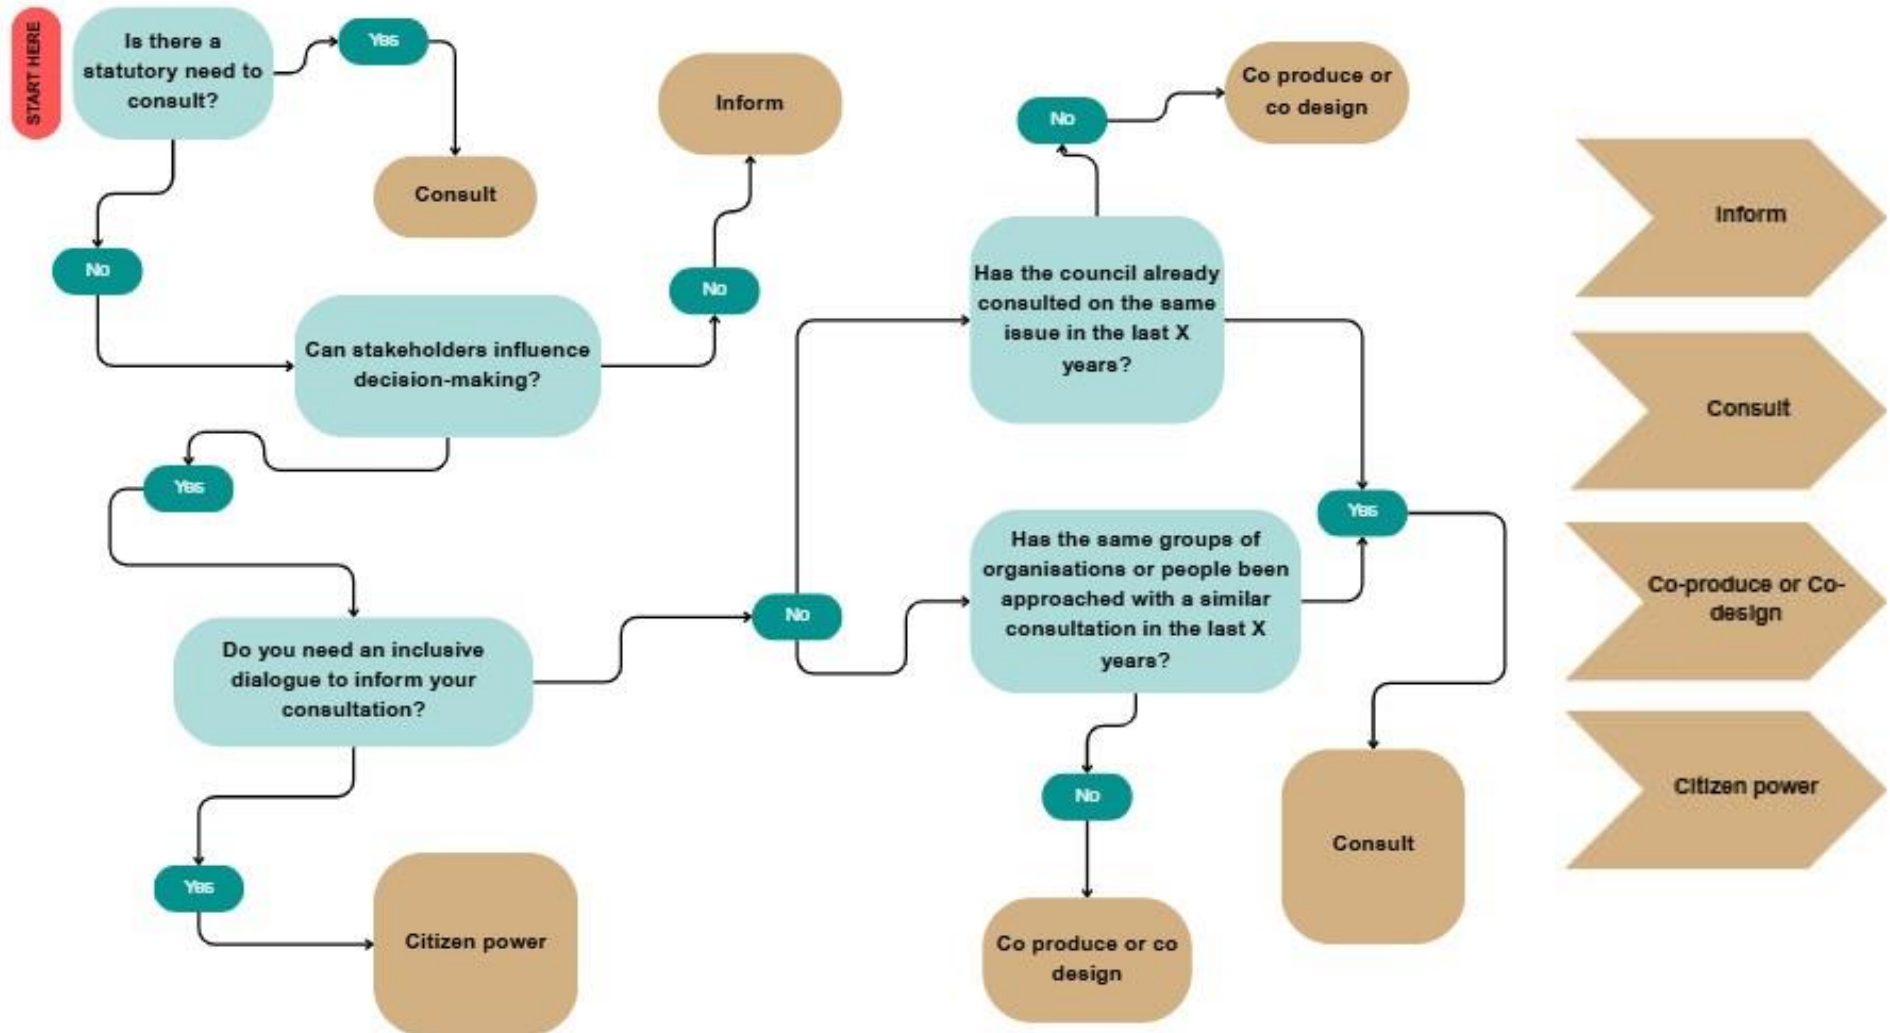 START HERE
Is there a
statutory need to
consult?
Yes
Consult
No
Can stakeholders influence
decision-making?
No
Inform
Yes
Do you need an inclusive
dialogue to inform your
consultation?
Yes
Citizen power
No
Has the council already
consulted on the same
issue in the last X
years?
No
Co produce or
co design
Has the same groups of
organisations or people been
approached with a similar
consultation in the last X
years?
Yes
Consult
No
Co produce or co
design
Inform
Consult
Co-produce or Co-
design
Citizen power